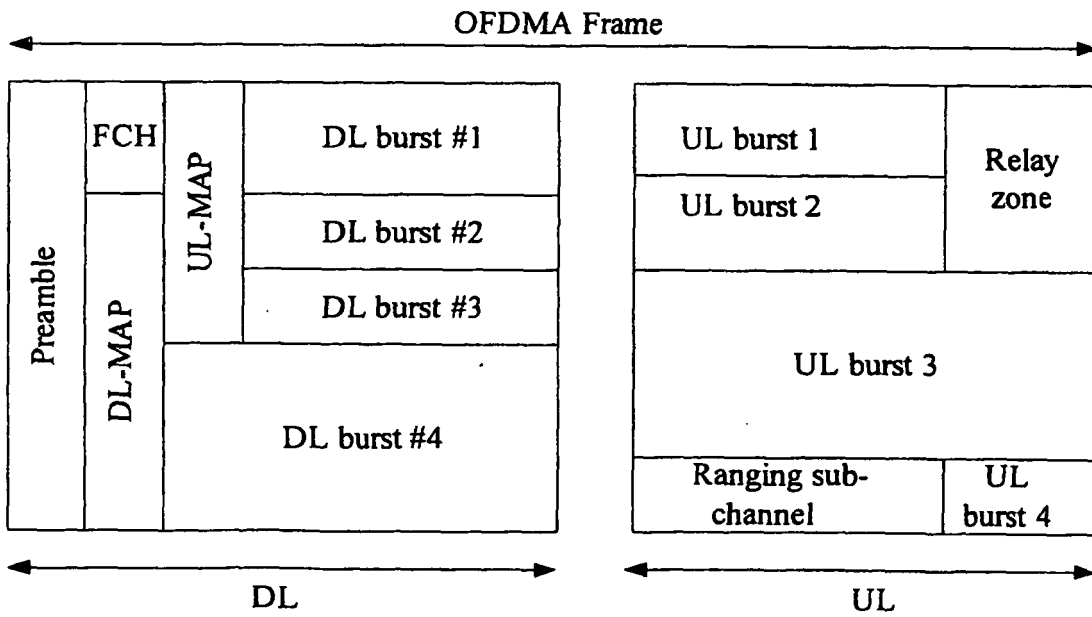 OFDMA Frame
Preamble
FCH
DL-MAP
UL-MAP
DL burst #1
DL burst #2
DL burst #3
DL burst #4
UL burst 1
UL burst 2
Relay
zone
UL burst 3
Ranging sub-
channel
UL
burst 4
DL
UL